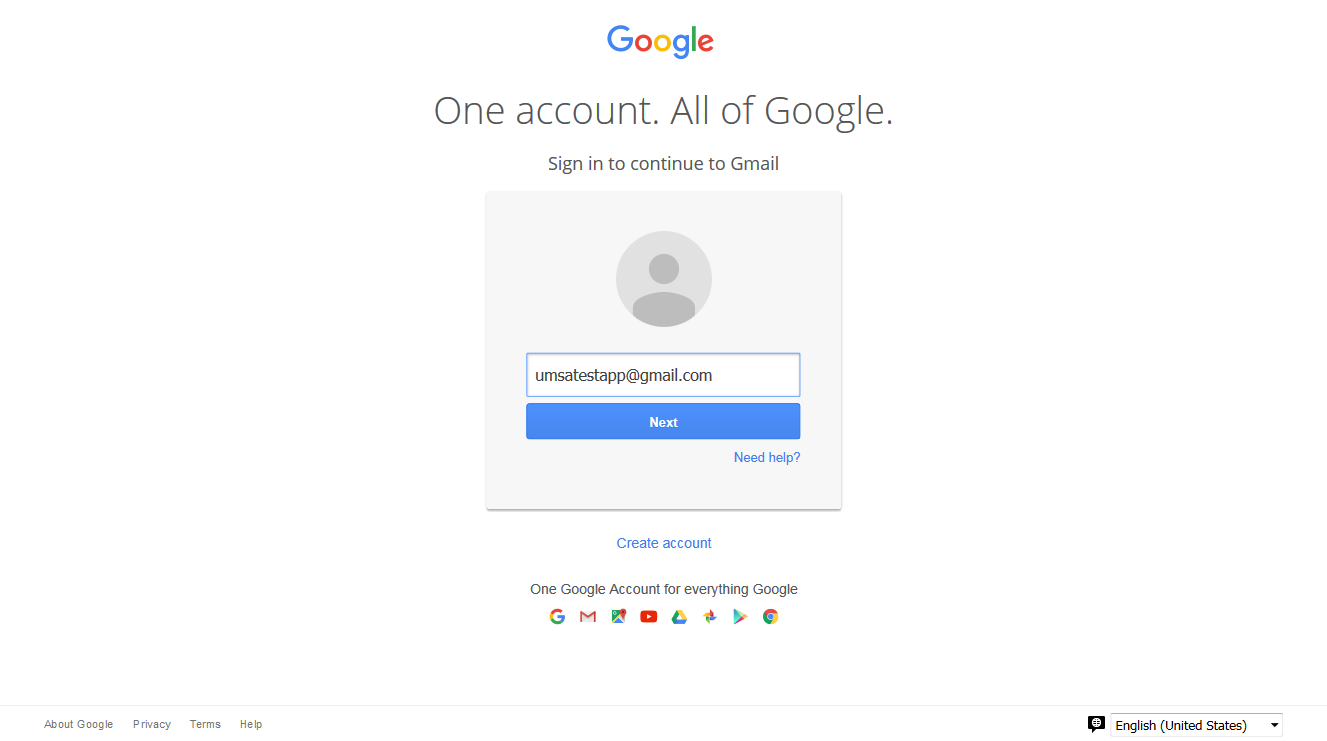 Google
One account. All of Google.
Sign in to continue to Gmail
umsatestapp@gmail.com
Next
Need help?
Create account
One Google Account for everything Google
About Google Privacy Terms Help English (United States)